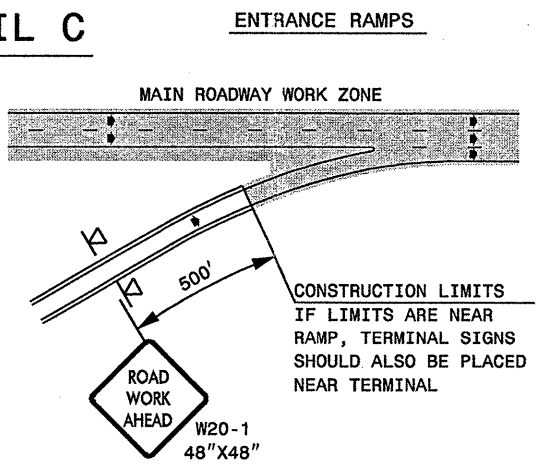 IL C
ENTRANCE RAMPS
MAIN ROADWAY WORK ZONE
500'
CONSTRUCTION LIMITS
IF LIMITS ARE NEAR
RAMP, TERMINAL SIGNS
SHOULD ALSO BE PLACED
NEAR TERMINAL
ROAD
WORK
AHEAD
W20-1
48"X48"